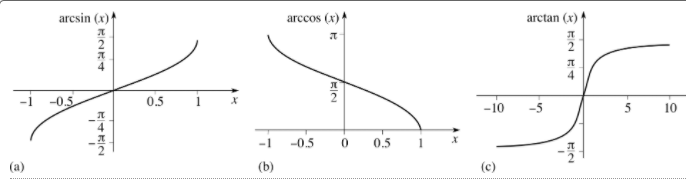 arcsin (x)
π/2
π/4
-1 -0.5 0.5 1 x
-π/4
-π/2
(a)
arccos (x)
π
π/2
-1 -0.5 0 0.5 1 x
(b)
arctan (x)
π/2
π/4
-10 -5 5 10
-π/2
(c)